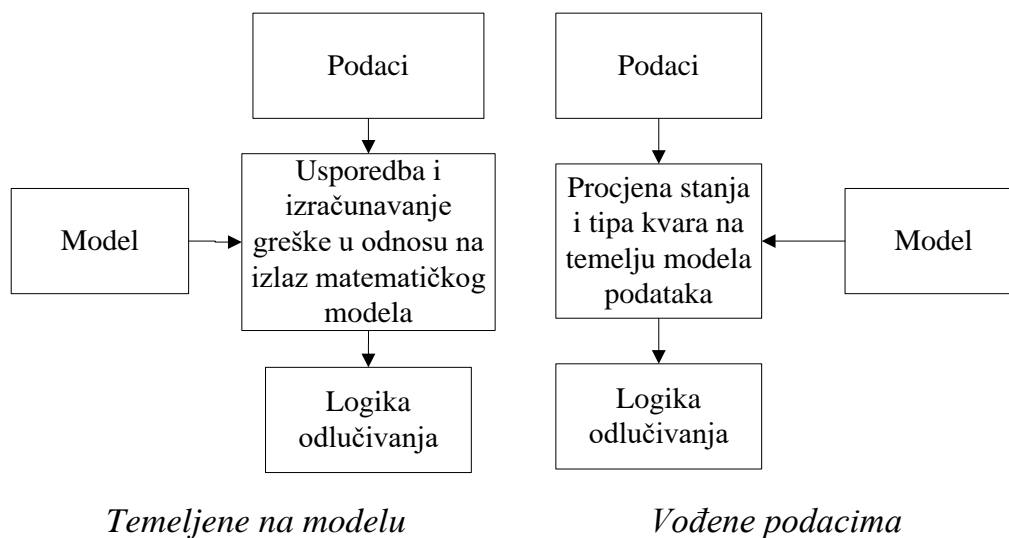 Podaci
Usporedba i
izračunavanje
greške u odnosu na
izlaz matematičkog
modela
Model
Logika
odlučivanja
Temeljene na modelu
Podaci
Procjena stanja
i tipa kvara na
temelju modela
podataka
Model
Logika
odlučivanja
Vođene podacima